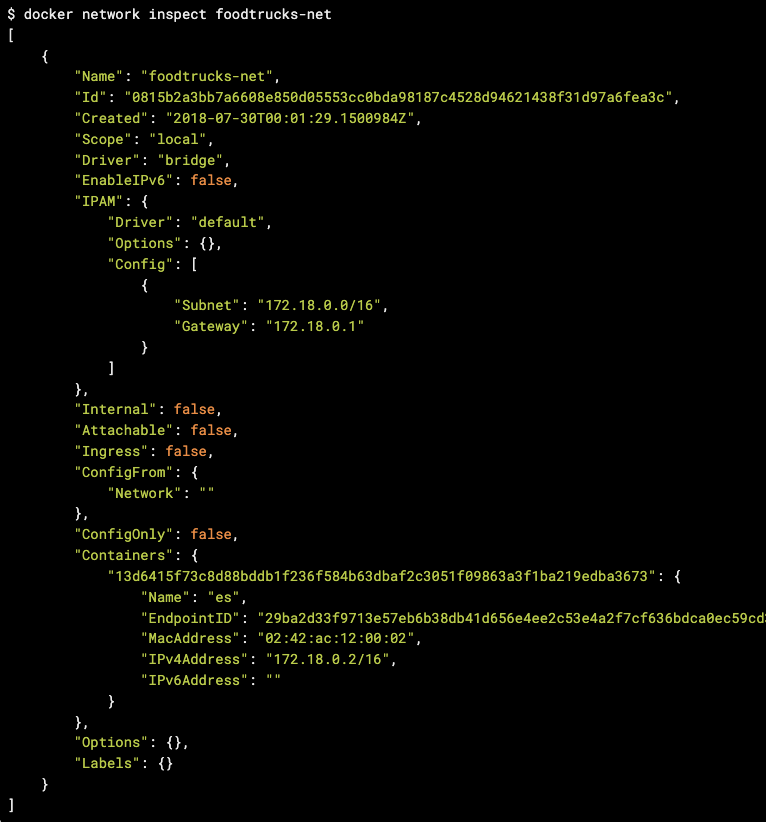 $ docker network inspect foodtrucks-net
[
    {
        "Name": "foodtrucks-net",
        "Id": "0815b2a3bb7a6608e850d05553cc0bda98187c4528d94621438f31d97a6fea3c",
        "Created": "2018-07-30T00:01:29.1500984Z",
        "Scope": "local",
        "Driver": "bridge",
        "EnableIPv6": false,
        "IPAM": {
            "Driver": "default",
            "Options": {},
            "Config": [
                {
                    "Subnet": "172.18.0.0/16",
                    "Gateway": "172.18.0.1"
                }
            ]
        },
        "Internal": false,
        "Attachable": false,
        "Ingress": false,
        "ConfigFrom": {
            "Network": ""
        },
        "ConfigOnly": false,
        "Containers": {
            "13d6415f73c8d88bddb1f236f584b63dbaf2c3051f09863a3f1ba219edba3673": {
                "Name": "es",
                "EndpointID": "29ba2d33f9713e57eb6b38db41d656e4ee2c53e4a2f7cf636bdca0ec59cd
                "MacAddress": "02:42:ac:12:00:02",
                "IPv4Address": "172.18.0.2/16",
                "IPv6Address": ""
            }
        },
        "Options": {},
        "Labels": {}
    }
]